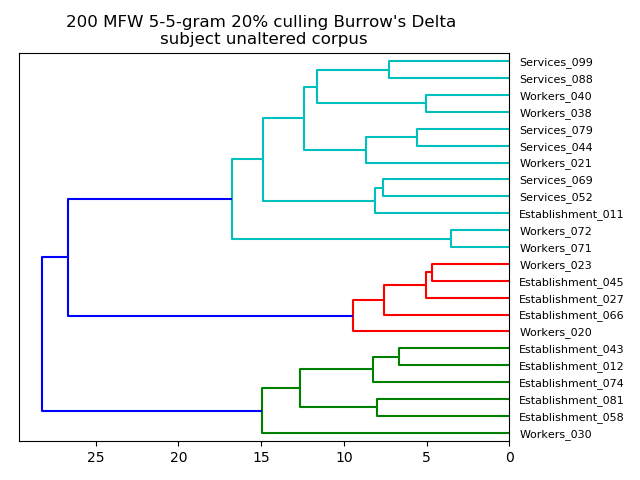 200 MFW 5-5-gram 20% culling Burrow's Delta
subject unaltered corpus
Services_099
Services_088
Workers_040
Workers_038
Services_079
Services_044
Workers_021
Services_069
Services_052
Establishment_011
Workers_072
Workers_071
Workers_023
Establishment_045
Establishment_027
Establishment_066
Workers_020
Establishment_043
Establishment_012
Establishment_074
Establishment_081
Establishment_058
Workers_030
25 20 15 10 5 0